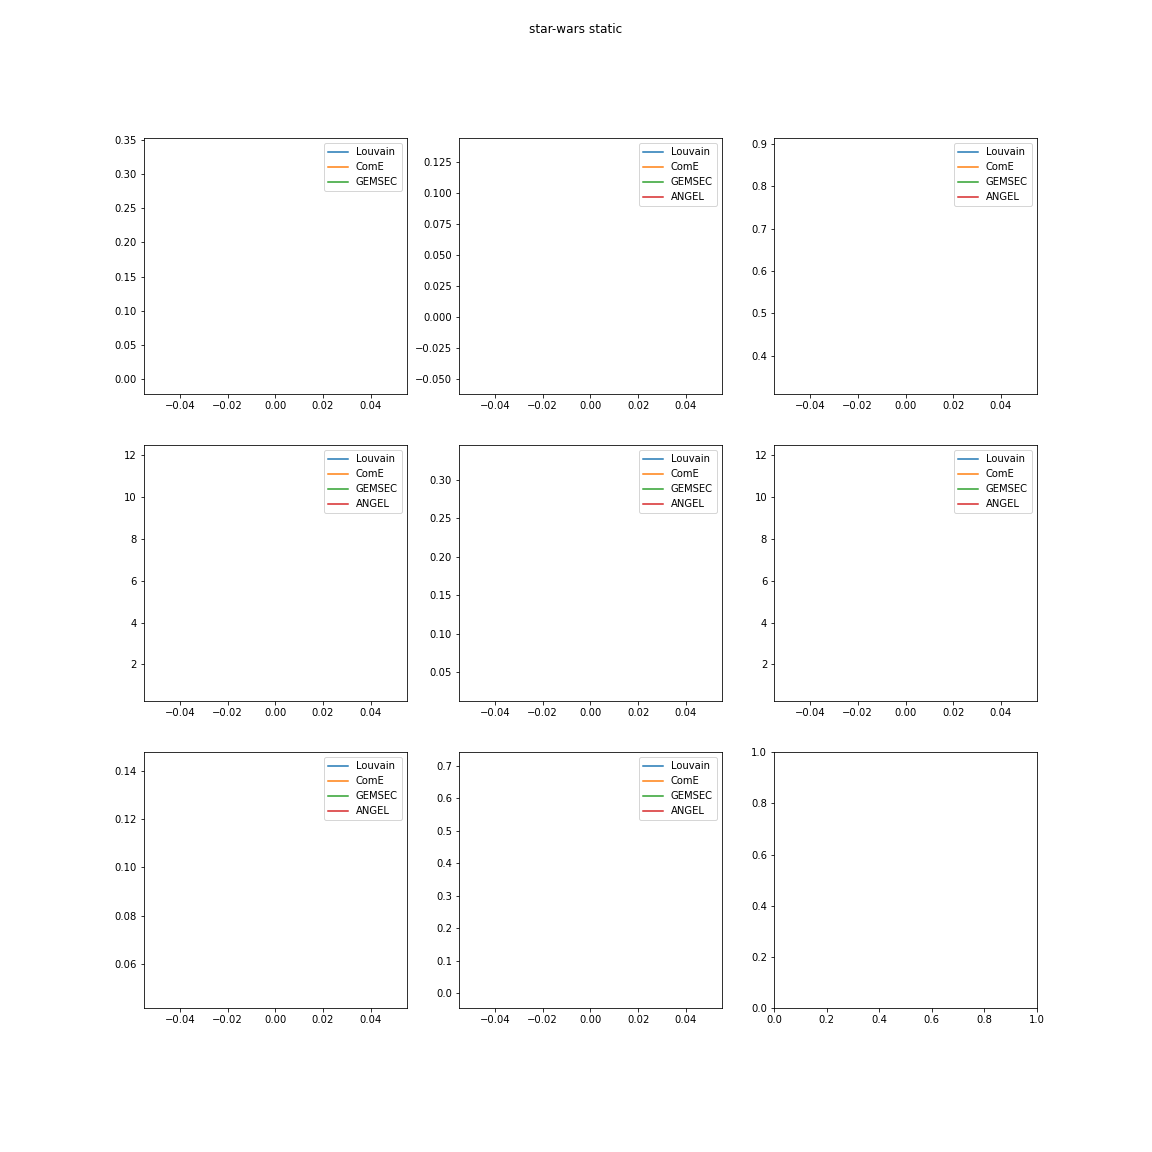 star-wars static
0.35
0.30
0.25
0.20
0.15
0.10
0.05
0.00
−0.04 −0.02 0.00 0.02 0.04
Louvain
ComE
GEMSEC
0.125
0.100
0.075
0.050
0.025
0.000
−0.025
−0.050
−0.04 −0.02 0.00 0.02 0.04
Louvain
ComE
GEMSEC
ANGEL
0.9
0.8
0.7
0.6
0.5
0.4
−0.04 −0.02 0.00 0.02 0.04
Louvain
ComE
GEMSEC
ANGEL
12
10
8
6
4
2
−0.04 −0.02 0.00 0.02 0.04
Louvain
ComE
GEMSEC
ANGEL
0.30
0.25
0.20
0.15
0.10
0.05
−0.04 −0.02 0.00 0.02 0.04
Louvain
ComE
GEMSEC
ANGEL
12
10
8
6
4
2
−0.04 −0.02 0.00 0.02 0.04
Louvain
ComE
GEMSEC
ANGEL
0.14
0.12
0.10
0.08
0.06
−0.04 −0.02 0.00 0.02 0.04
Louvain
ComE
GEMSEC
ANGEL
0.7
0.6
0.5
0.4
0.3
0.2
0.1
0.0
−0.04 −0.02 0.00 0.02 0.04
Louvain
ComE
GEMSEC
ANGEL
1.0
0.8
0.6
0.4
0.2
0.0
0.0 0.2 0.4 0.6 0.8 1.0